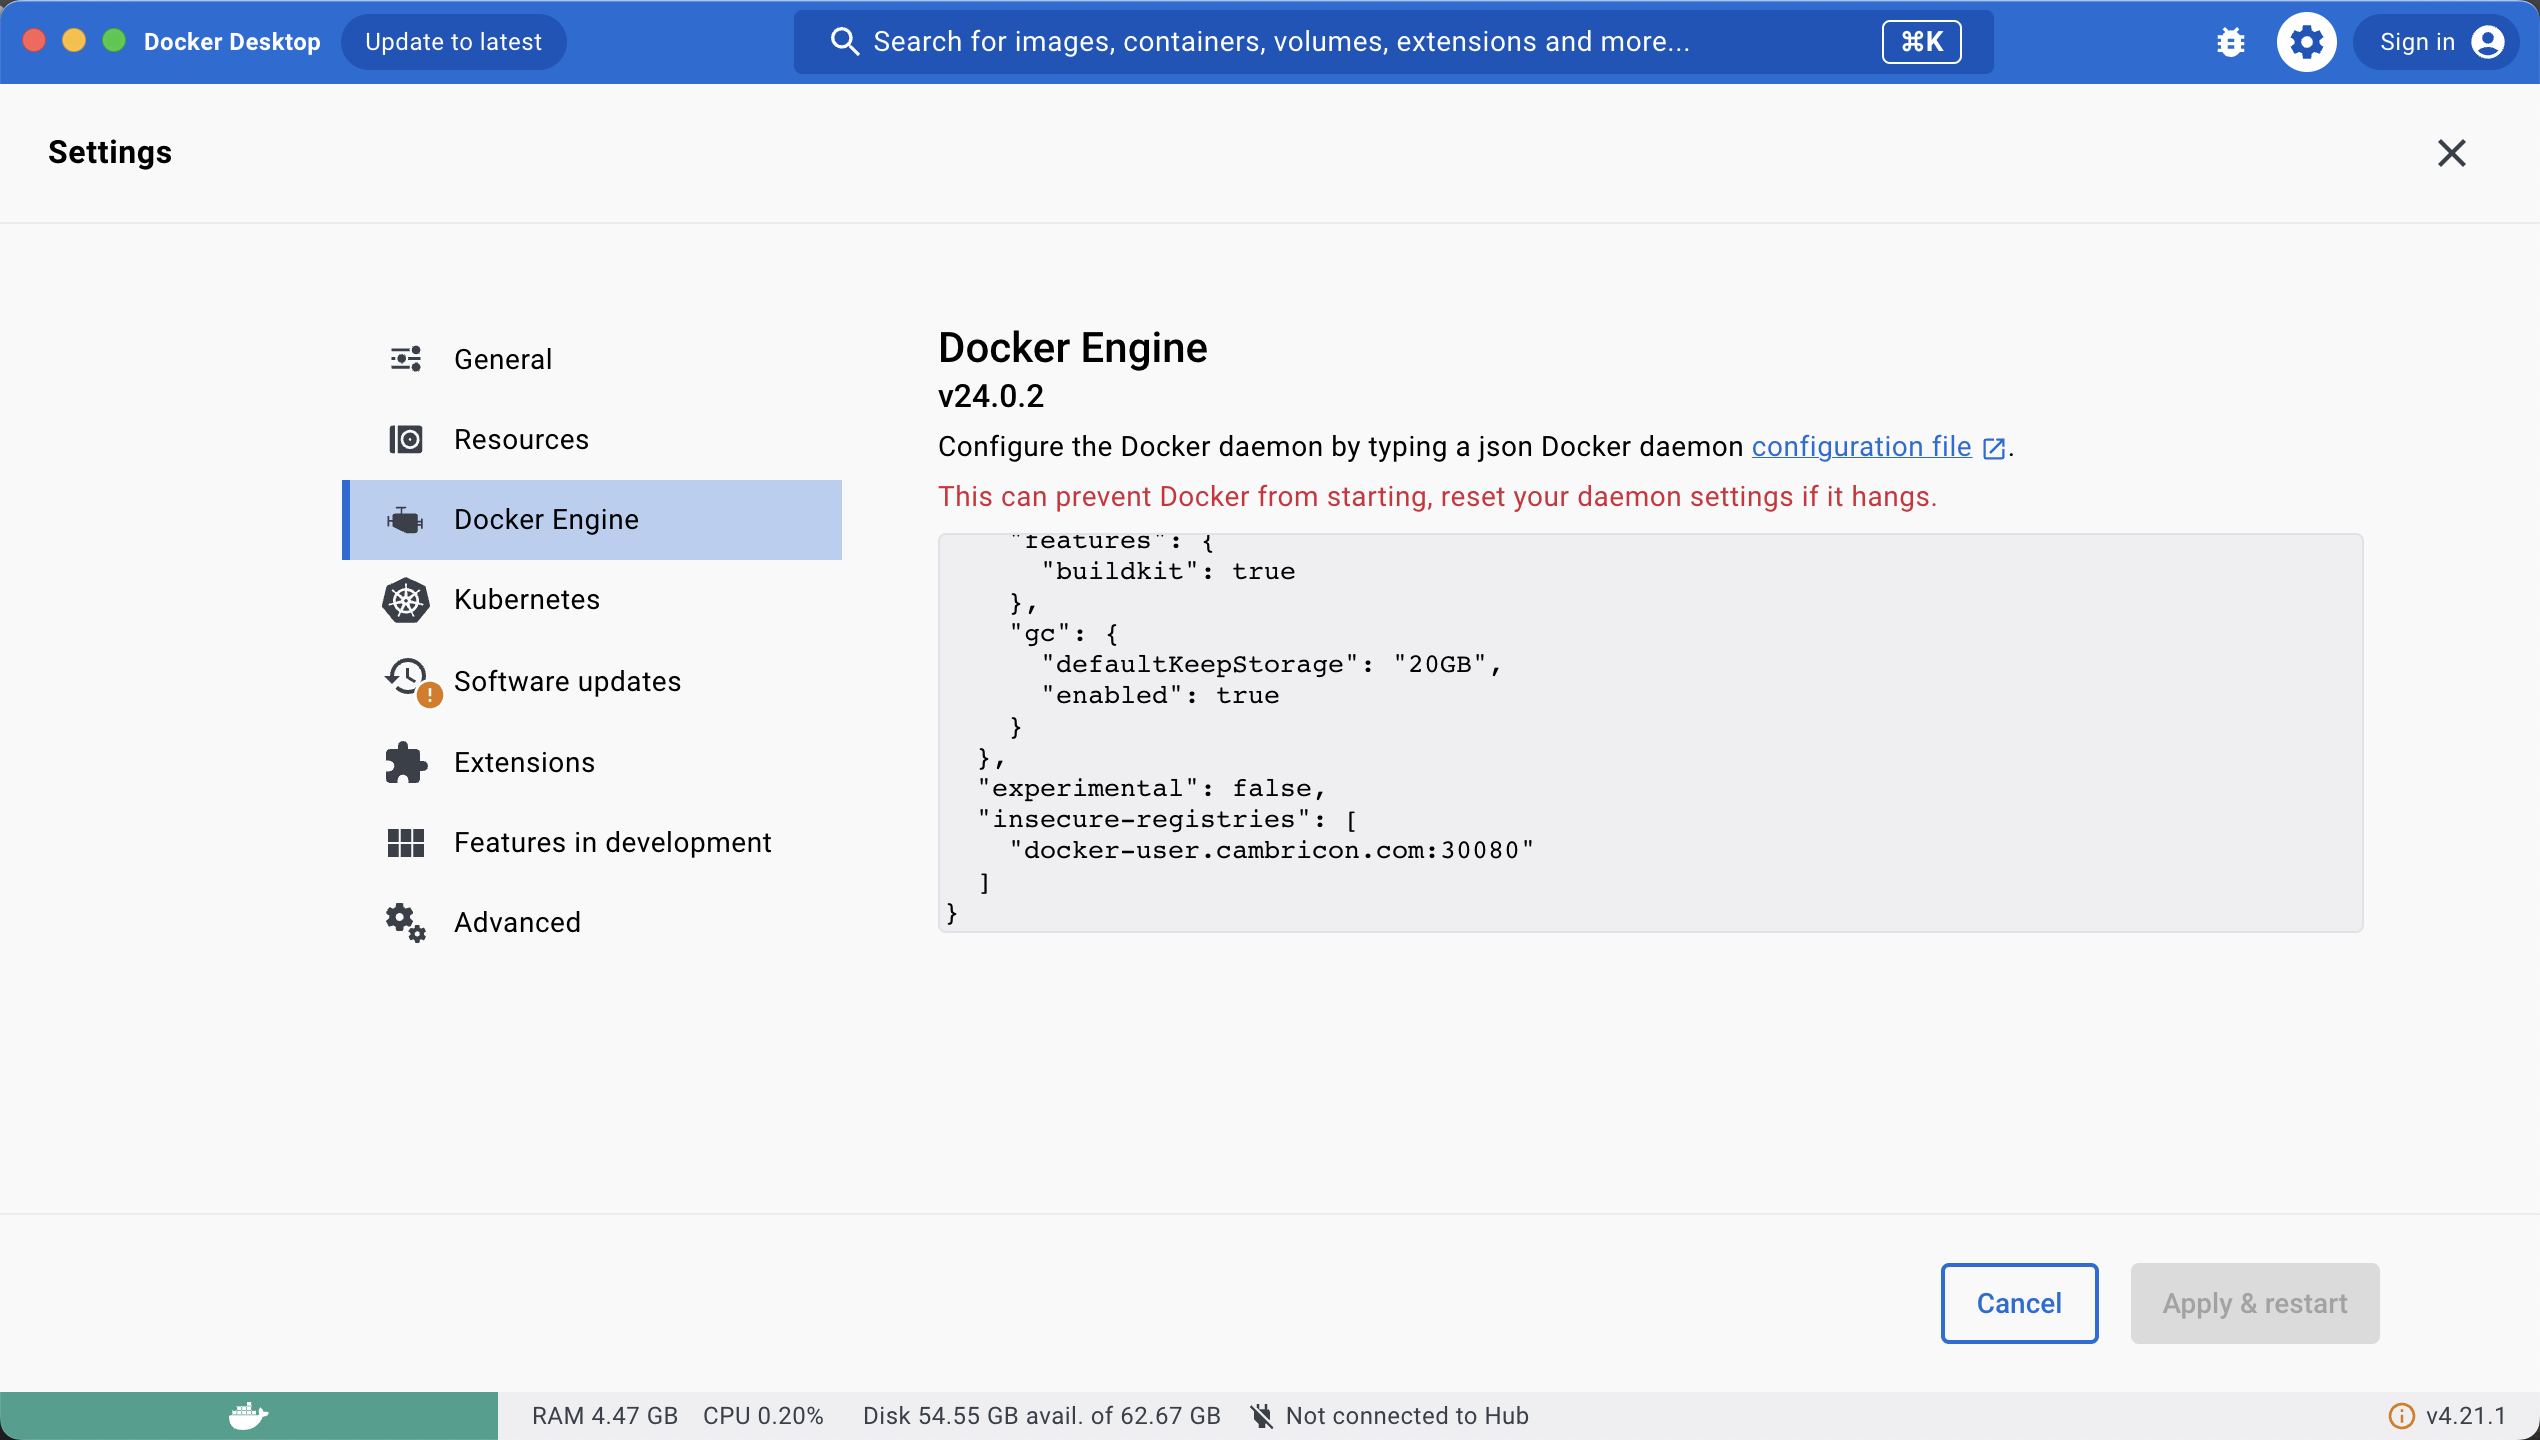 Docker Desktop Update to latest Search for images, containers, volumes, extensions and more... ⌘K Sign in
Settings
General
Resources
Docker Engine
Kubernetes
Software updates
Extensions
Features in development
Advanced
Docker Engine
v24.0.2
Configure the Docker daemon by typing a json Docker daemon configuration file.
This can prevent Docker from starting, reset your daemon settings if it hangs.
"features": {
"buildkit": true
},
"gc": {
"defaultKeepStorage": "20GB",
"enabled": true
}
},
"experimental": false,
"insecure-registries": [
"docker-user.cambricon.com:30080"
]
}
Cancel Apply & restart
RAM 4.47 GB CPU 0.20% Disk 54.55 GB avail. of 62.67 GB Not connected to Hub v4.21.1